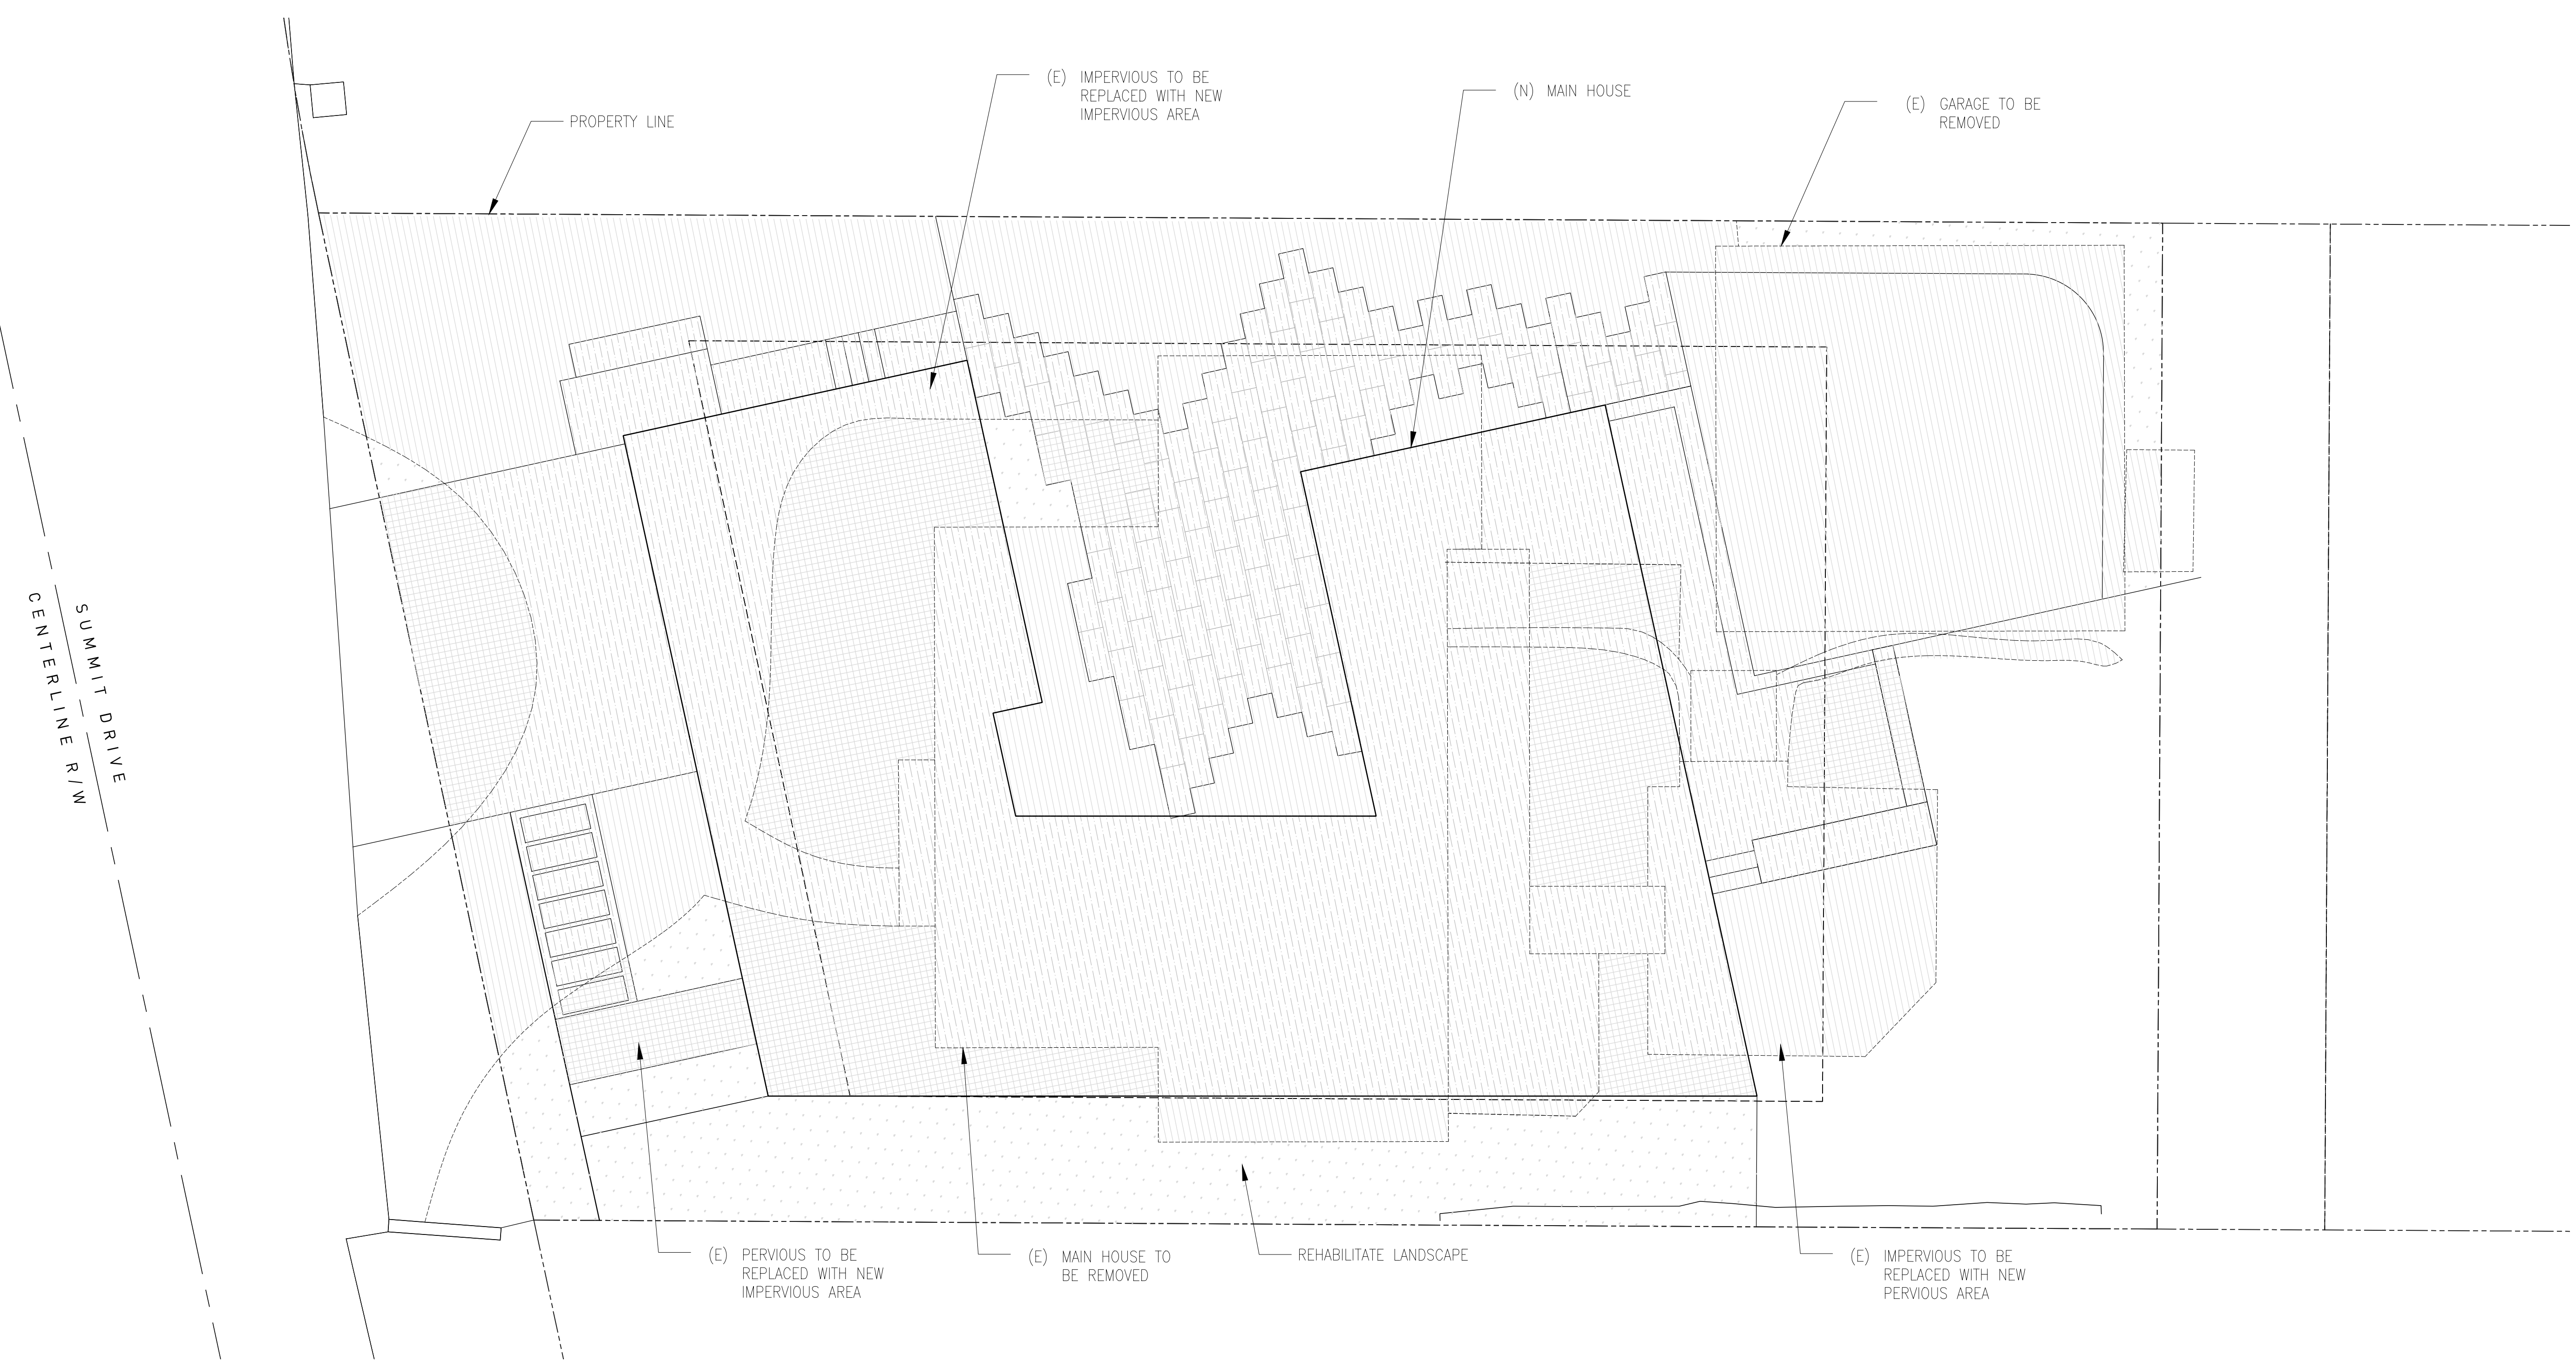 (E) IMPERVIOUS TO BE
REPLACED WITH NEW
IMPERVIOUS AREA
(N) MAIN HOUSE
(E) GARAGE TO BE
REMOVED
PROPERTY LINE
SUMMIT DRIVE
CENTERLINE R/W
(E) PERVIOUS TO BE
REPLACED WITH NEW
IMPERVIOUS AREA
(E) MAIN HOUSE TO
BE REMOVED
REHABILITATE LANDSCAPE
(E) IMPERVIOUS TO BE
REPLACED WITH NEW
PERVIOUS AREA